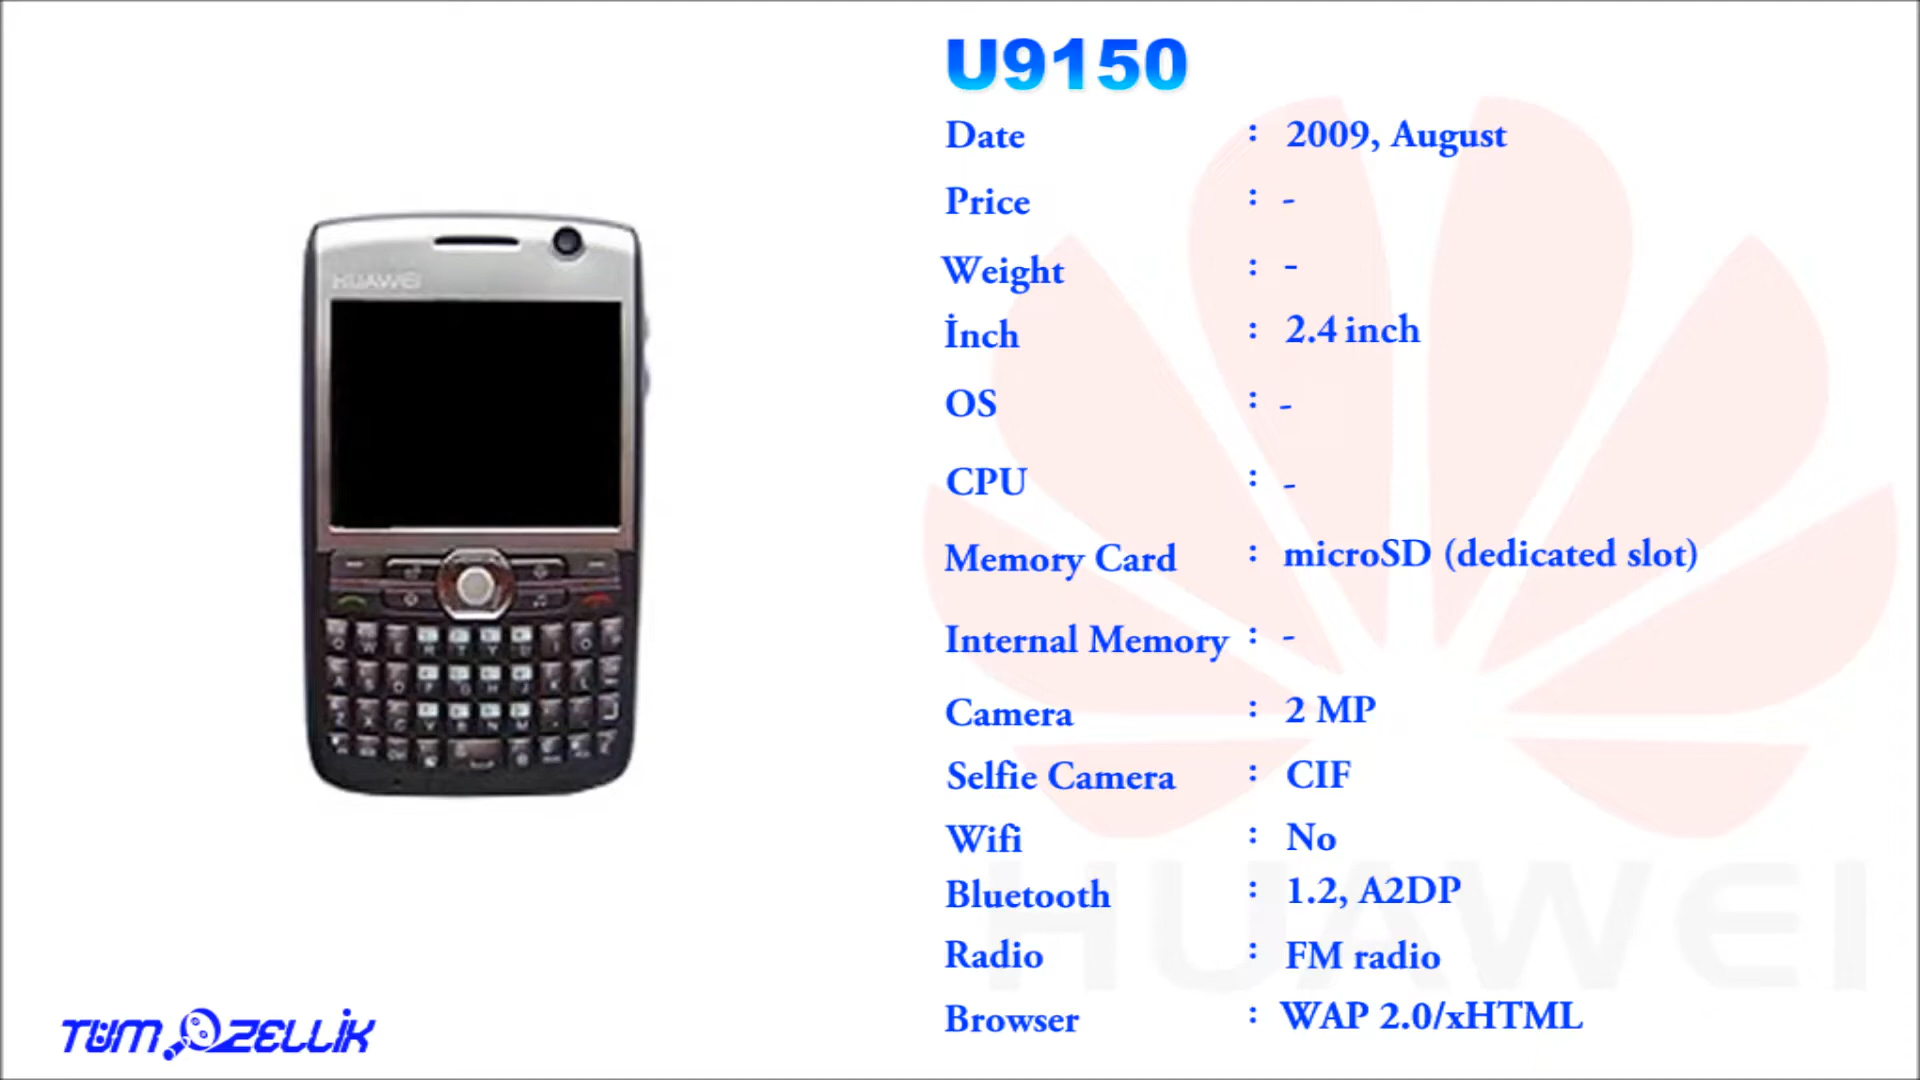 U9150
Date : 2009, August
Price : -
Weight : -
İnch : 2.4 inch
OS : -
CPU : -
Memory Card : microSD (dedicated slot)
Internal Memory : -
Camera : 2 MP
Selfie Camera : CIF
Wifi : No
Bluetooth : 1.2, A2DP
Radio : FM radio
Browser : WAP 2.0/xHTML
HUAWEI
HUAWEI
TÜM ÖZELLİK